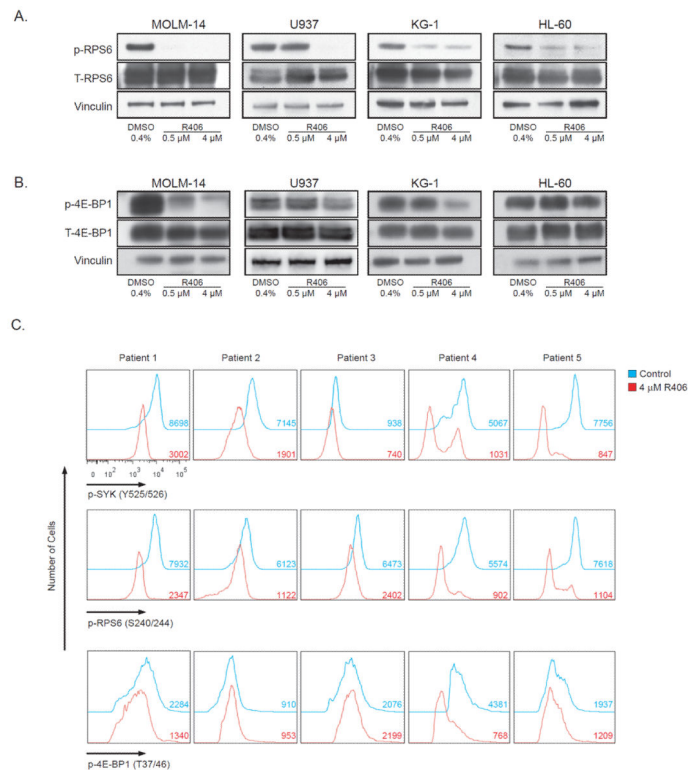 A.
MOLM-14 U937 KG-1 HL-60
p-RPS6
T-RPS6
Vinculin
DMSO R406 DMSO R406 DMSO R406 DMSO R406
0.4% 0.5 µM 4 µM 0.4% 0.5 µM 4 µM 0.4% 0.5 µM 4 µM 0.4% 0.5 µM 4 µM
B.
MOLM-14 U937 KG-1 HL-60
p-4E-BP1
T-4E-BP1
Vinculin
DMSO R406 DMSO R406 DMSO R406 DMSO R406
0.4% 0.5 µM 4 µM 0.4% 0.5 µM 4 µM 0.4% 0.5 µM 4 µM 0.4% 0.5 µM 4 µM
C.
Patient 1 Patient 2 Patient 3 Patient 4 Patient 5
Control
4 µM R406
8698 7145 938 5067 7756
3002 1901 740 1031 847
0 10² 10³ 10⁴ 10⁵
p-SYK (Y525/526)
Number of Cells
7932 6123 6473 5574 7618
2347 1122 2402 902 1104
p-RPS6 (S240/244)
2284 910 2076 4381 1937
1340 953 2199 768 1209
p-4E-BP1 (T37/46)